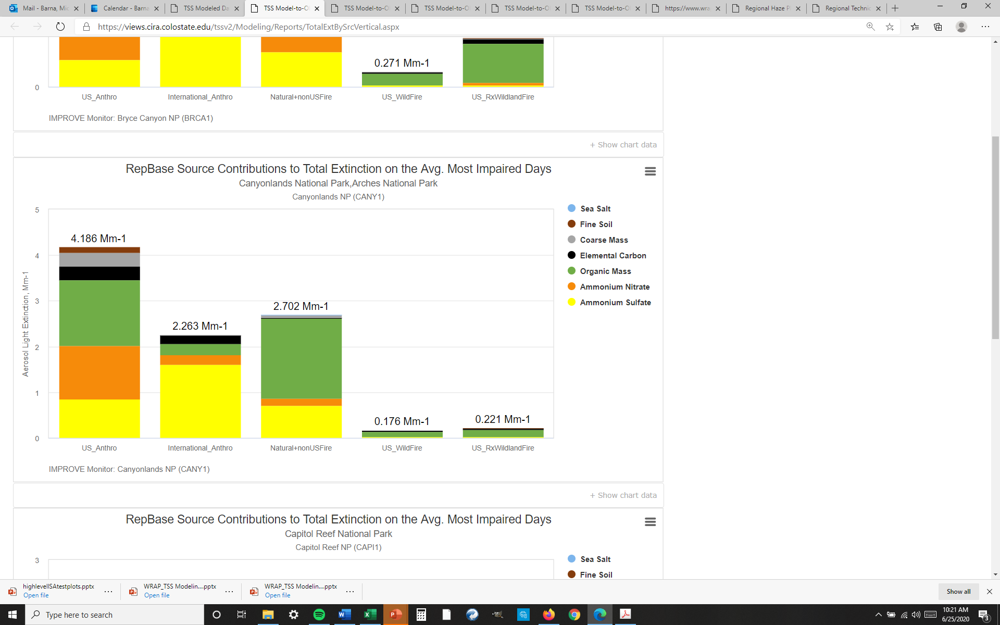 Mail - Barna, Mi
Calendar - Barna
TSS Modeled Da
TSS Model-to-O
TSS Model-to-O
TSS Model-to-O
TSS Model-to-O
TSS Model-to-O
https://www.wra
Regional Haze P
Regional Technic
https://views.cira.colostate.edu/tssv2/Modeling/Reports/TotalExtBySrcVertical.aspx
0.271 Mm-1
0
US_Anthro
International_Anthro
Natural+nonUSFire
US_WildFire
US_RxWildlandFire
IMPROVE Monitor: Bryce Canyon NP (BRCA1)
+ Show chart data
RepBase Source Contributions to Total Extinction on the Avg. Most Impaired Days
Canyonlands National Park,Arches National Park
Canyonlands NP (CANY1)
Aerosol Light Extinction, Mm-1
5
4
3
2
1
0
4.186 Mm-1
2.263 Mm-1
2.702 Mm-1
0.176 Mm-1
0.221 Mm-1
Sea Salt
Fine Soil
Coarse Mass
Elemental Carbon
Organic Mass
Ammonium Nitrate
Ammonium Sulfate
US_Anthro
International_Anthro
Natural+nonUSFire
US_WildFire
US_RxWildlandFire
IMPROVE Monitor: Canyonlands NP (CANY1)
+ Show chart data
RepBase Source Contributions to Total Extinction on the Avg. Most Impaired Days
Capitol Reef National Park
Capitol Reef NP (CAPI1)
3
Sea Salt
Fine Soil
highlevelISAtestplots.pptx
Open file
WRAP_TSS Modelin....pptx
Open file
WRAP_TSS Modelin....pptx
Open file
Show all
Type here to search
10:21 AM
6/25/2020
3